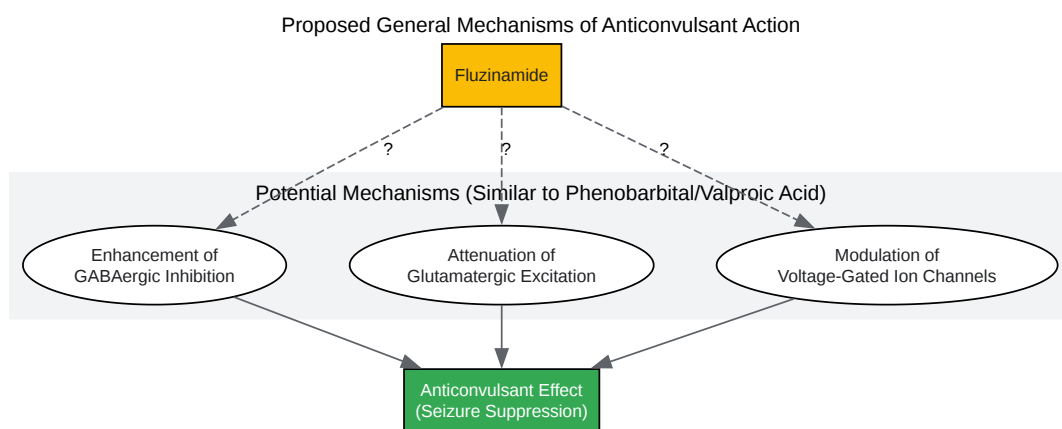 Proposed General Mechanisms of Anticonvulsant Action
Fluzinamide
?
?
?
Potential Mechanisms (Similar to Phenobarbital/Valproic Acid)
Enhancement of
GABAergic Inhibition
Attenuation of
Glutamatergic Excitation
Modulation of
Voltage-Gated Ion Channels
Anticonvulsant Effect
(Seizure Suppression)